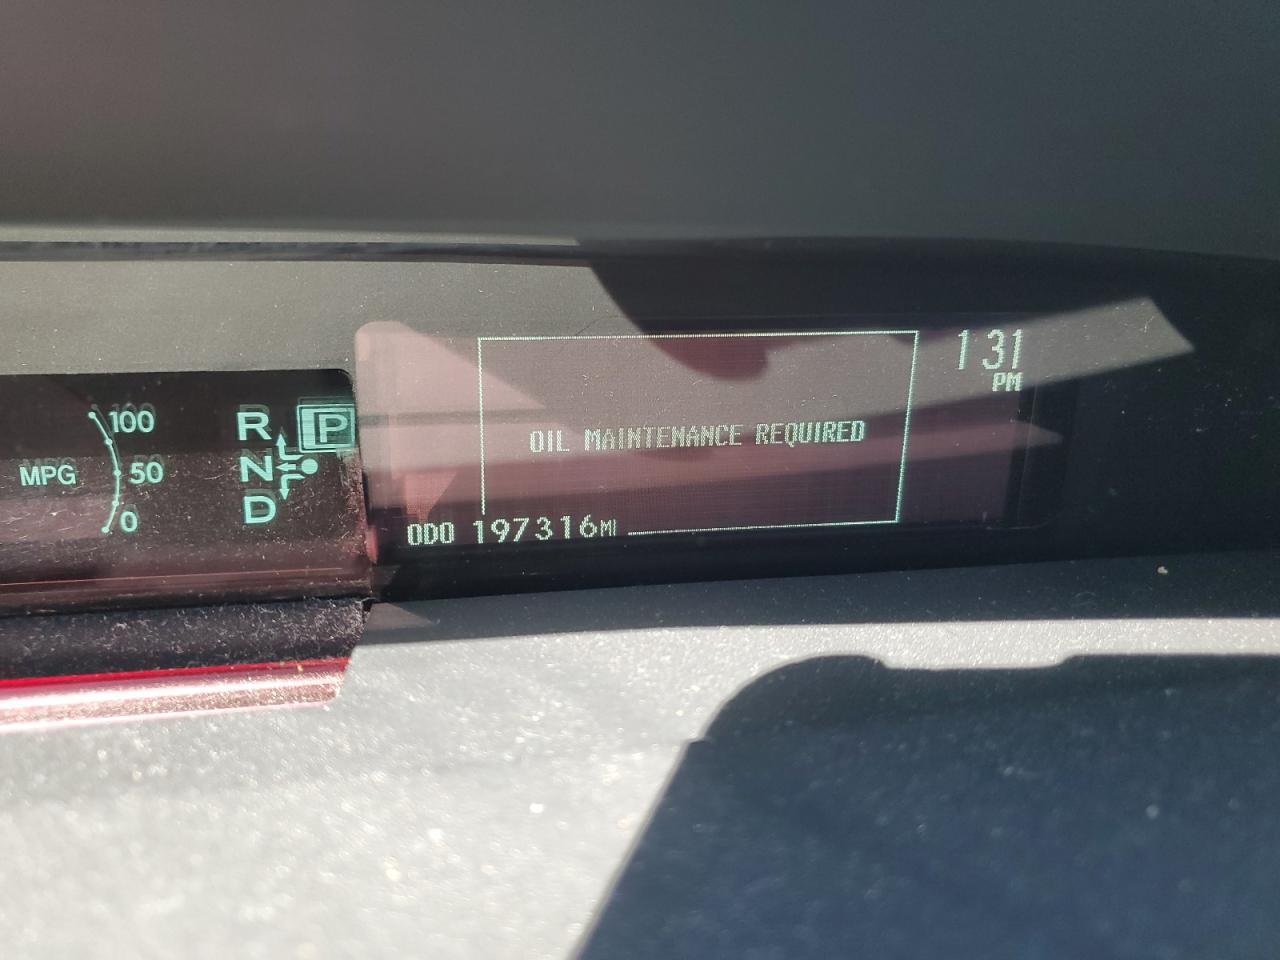 100
MPG 50
0
R P
N
D
1:31
PM
OIL MAINTENANCE REQUIRED
ODO 197316MI